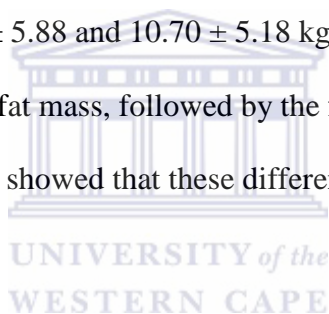 ± 5.88 and 10.70 ± 5.18 kg
fat mass, followed by the
showed that these differen
UNIVERSITY of the
WESTERN CAPE